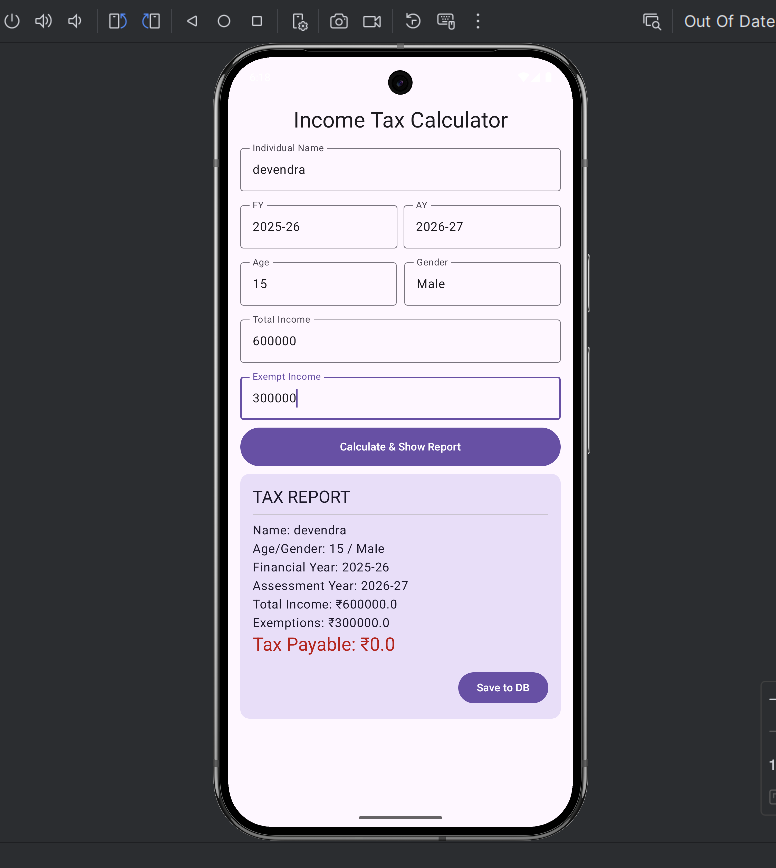 Out Of Date
Income Tax Calculator
Individual Name
devendra
FY
2025-26
AY
2026-27
Age
15
Gender
Male
Total Income
600000
Exempt Income
300000
Calculate & Show Report
TAX REPORT
Name: devendra
Age/Gender: 15 / Male
Financial Year: 2025-26
Assessment Year: 2026-27
Total Income: ₹600000.0
Exemptions: ₹300000.0
Tax Payable: ₹0.0
Save to DB